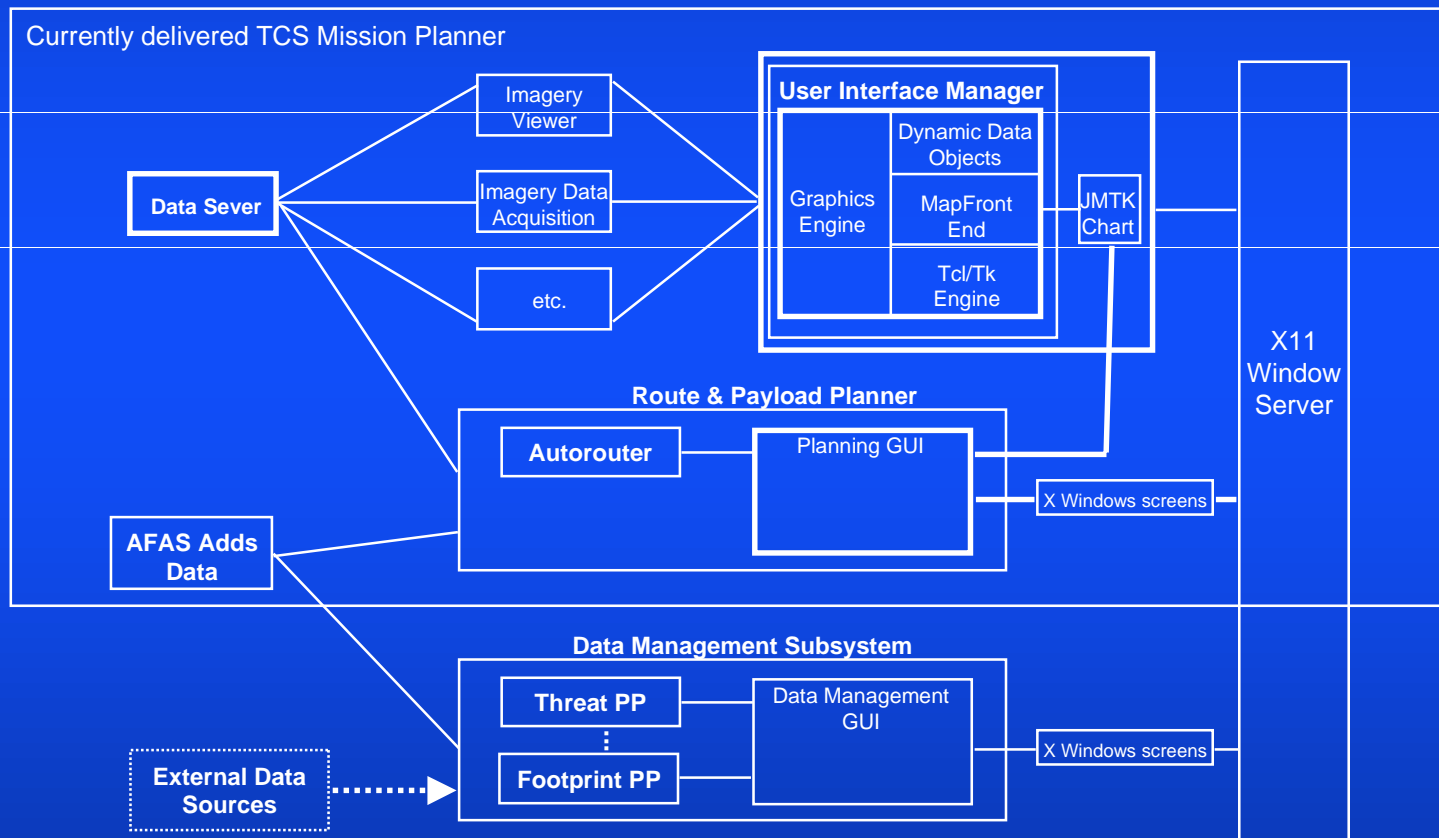 Currently delivered TCS Mission Planner
Imagery
Viewer
Imagery Data
Acquisition
etc.
Data Sever
User Interface Manager
Graphics
Engine
Dynamic Data
Objects
MapFront
End
Tcl/Tk
Engine
JMTK
Chart
X11
Window
Server
Route & Payload Planner
Autorouter
Planning GUI
X Windows screens
AFAS Adds
Data
Data Management Subsystem
Threat PP
Footprint PP
Data Management
GUI
X Windows screens
External Data
Sources